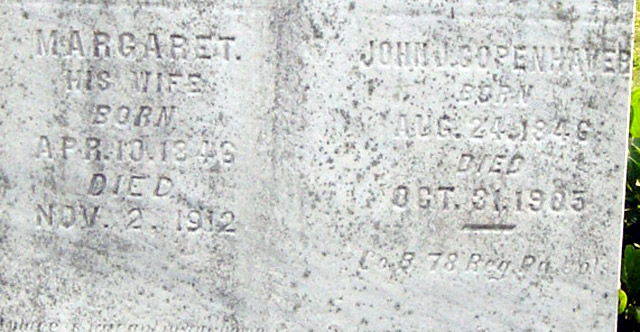 MARGARET.
HIS WIFE
BORN
APR. 10. 1846
DIED
NOV. 2. 1912
JOHN J. COPENHAVER
BORN
AUG. 24. 1846
DIED
OCT. 31. 1905
Co. B 78 Reg. Pa. Vol.